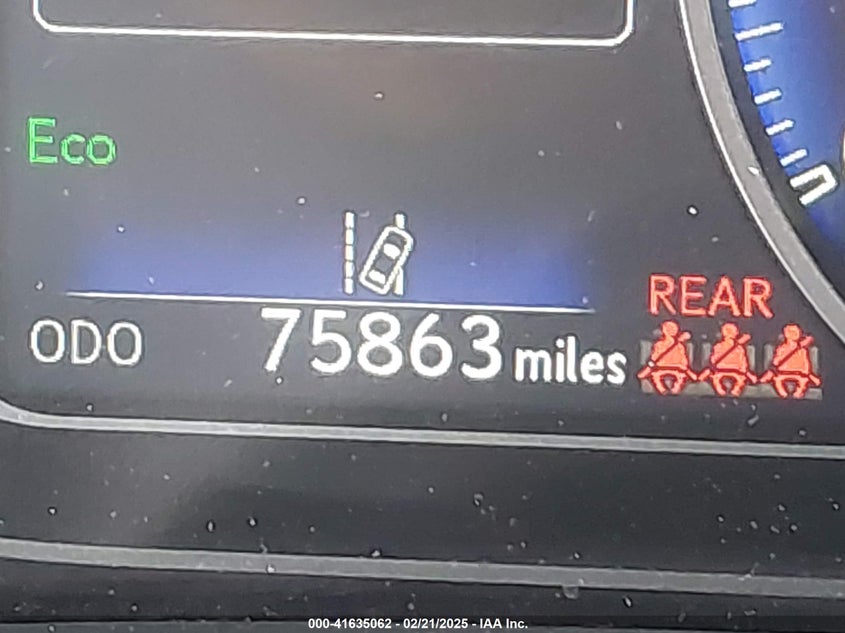 Eco
REAR
ODO 75863 miles
000-41635062 - 02/21/2025 - IAA Inc.